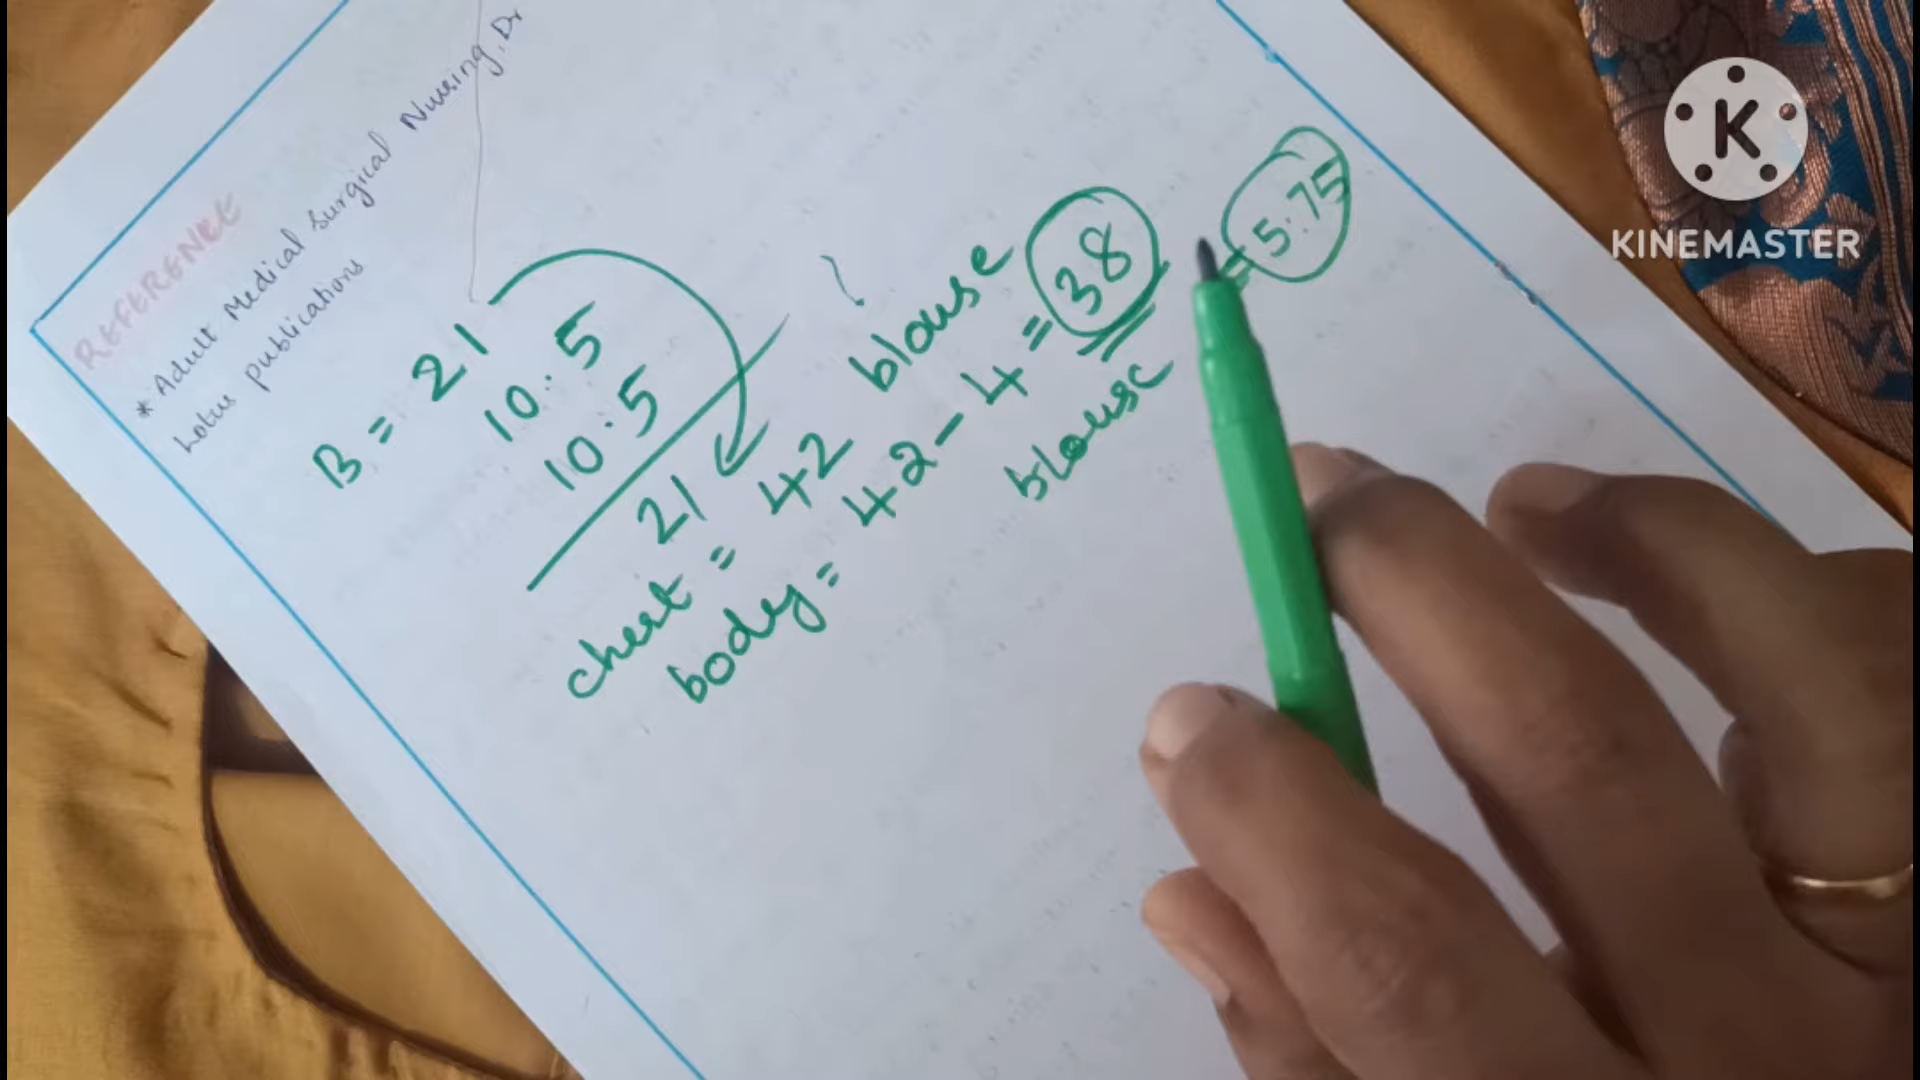 REFERENCE
* Adult Medical Surgical Nursing, Dr
Lotus publications
B = 21
10.5
10.5
21
chest = 42 blouse
body = 42 - 4 = 38 = 5.75
blouse
K
KINEMASTER